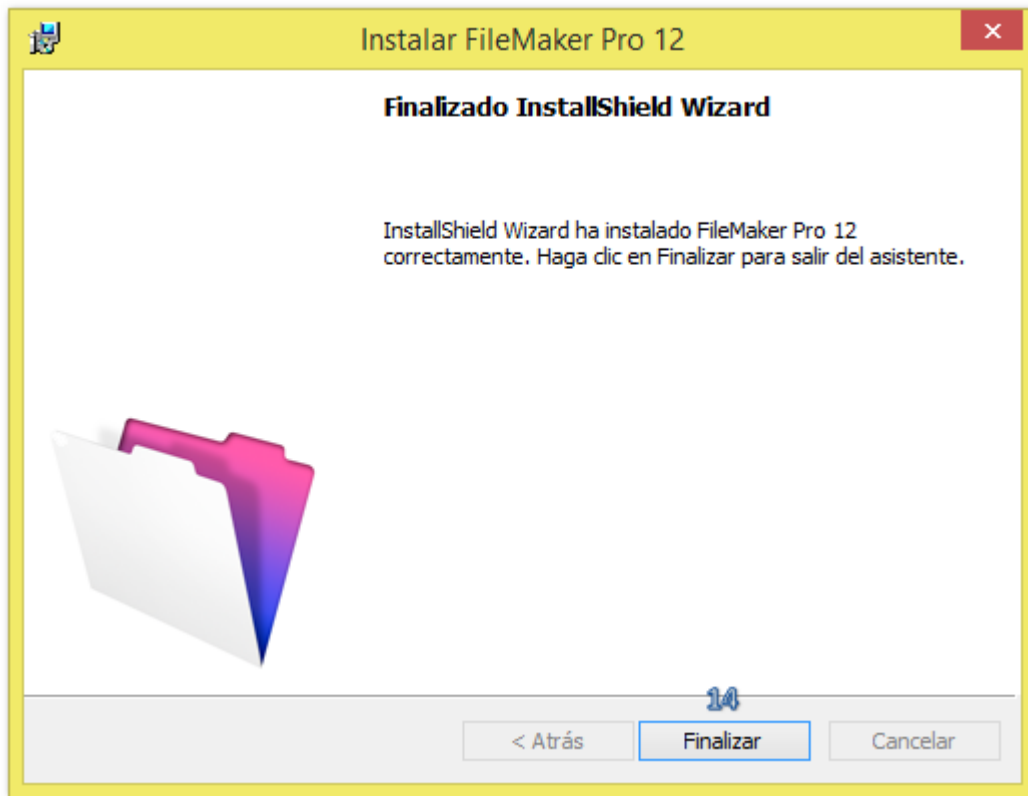 Instalar FileMaker Pro 12
Finalizado InstallShield Wizard
InstallShield Wizard ha instalado FileMaker Pro 12
correctamente. Haga clic en Finalizar para salir del asistente.
14
< Atrás
Finalizar
Cancelar